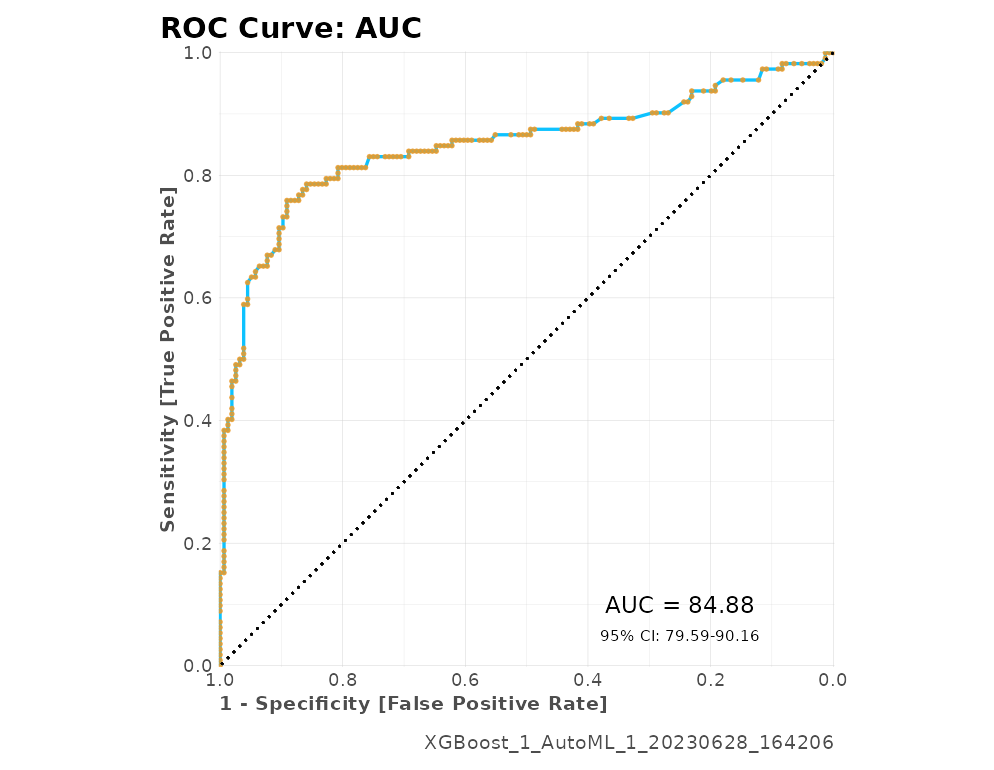 ROC Curve: AUC
Sensitivity [True Positive Rate]
1.0
0.8
0.6
0.4
0.2
0.0
AUC = 84.88
95% CI: 79.59-90.16
1.0 0.8 0.6 0.4 0.2 0.0
1 - Specificity [False Positive Rate]
XGBoost_1_AutoML_1_20230628_164206